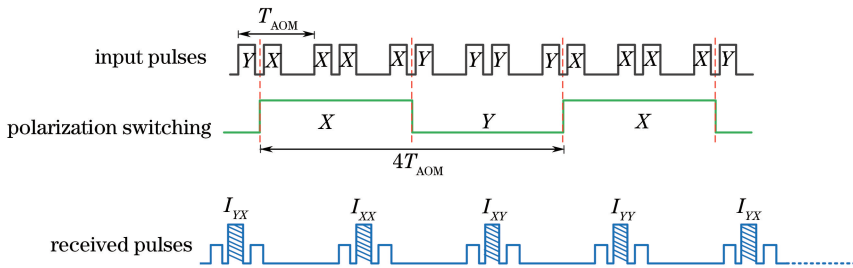 T_AOM
input pulses Y X X X X Y Y Y Y X X X X Y
polarization switching X Y X
4T_AOM
I_YX I_XX I_XY I_YY I_YX
received pulses